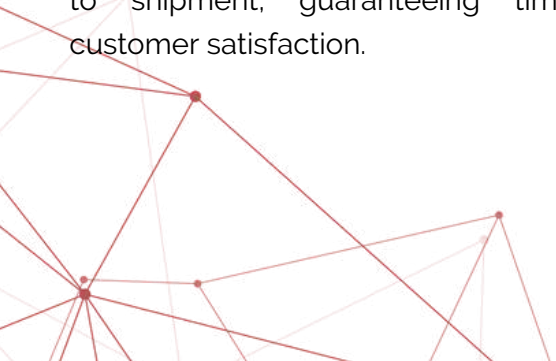 to shipment, guaranteeing
customer satisfaction.